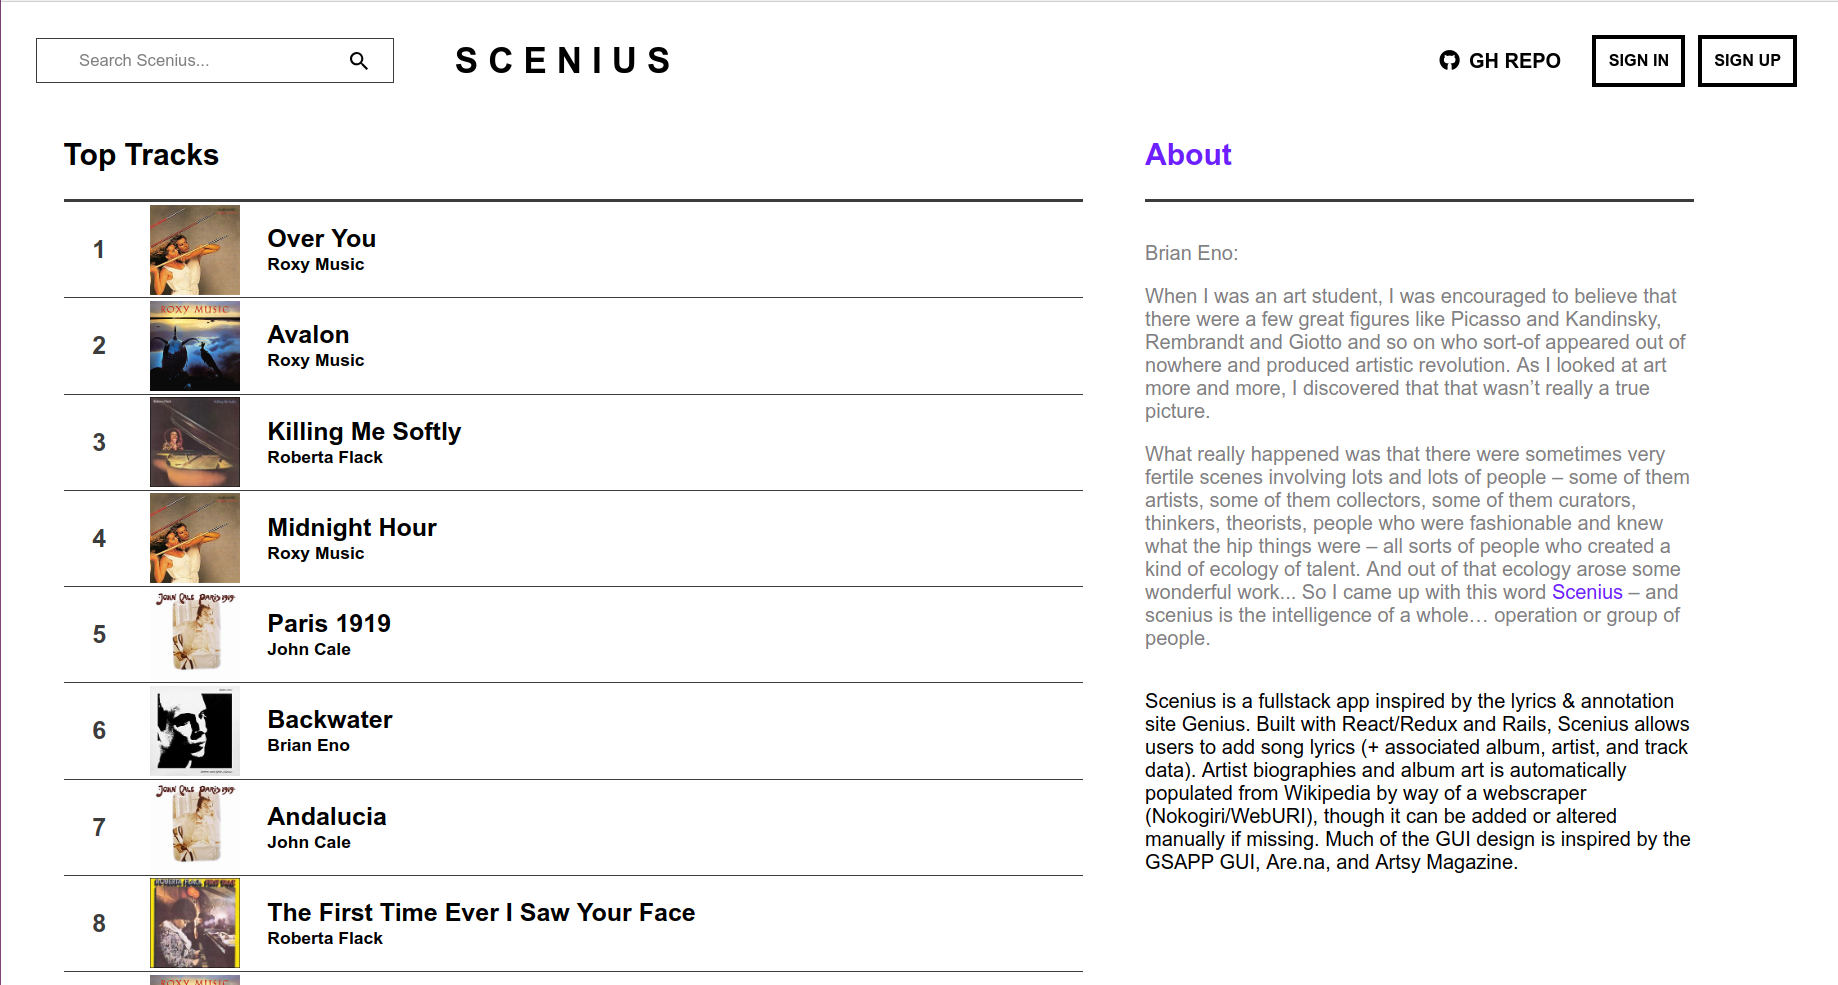 Search Scenius...
S C E N I U S
GH REPO
SIGN IN
SIGN UP
Top Tracks
1
Over You
Roxy Music
2
ROXY MUSIC
Avalon
Roxy Music
3
Killing Me Softly
Roberta Flack
4
Midnight Hour
Roxy Music
5
JOHN CALE PARIS 1919
Paris 1919
John Cale
6
Backwater
Brian Eno
7
JOHN CALE PARIS 1919
Andalucia
John Cale
8
The First Time Ever I Saw Your Face
Roberta Flack
ROXY MUSIC
About
Brian Eno:
When I was an art student, I was encouraged to believe that
there were a few great figures like Picasso and Kandinsky,
Rembrandt and Giotto and so on who sort-of appeared out of
nowhere and produced artistic revolution. As I looked at art
more and more, I discovered that that wasn’t really a true
picture.
What really happened was that there were sometimes very
fertile scenes involving lots and lots of people – some of them
artists, some of them collectors, some of them curators,
thinkers, theorists, people who were fashionable and knew
what the hip things were – all sorts of people who created a
kind of ecology of talent. And out of that ecology arose some
wonderful work... So I came up with this word Scenius – and
scenius is the intelligence of a whole… operation or group of
people.
Scenius is a fullstack app inspired by the lyrics & annotation
site Genius. Built with React/Redux and Rails, Scenius allows
users to add song lyrics (+ associated album, artist, and track
data). Artist biographies and album art is automatically
populated from Wikipedia by way of a webscraper
(Nokogiri/WebURI), though it can be added or altered
manually if missing. Much of the GUI design is inspired by the
GSAPP GUI, Are.na, and Artsy Magazine.